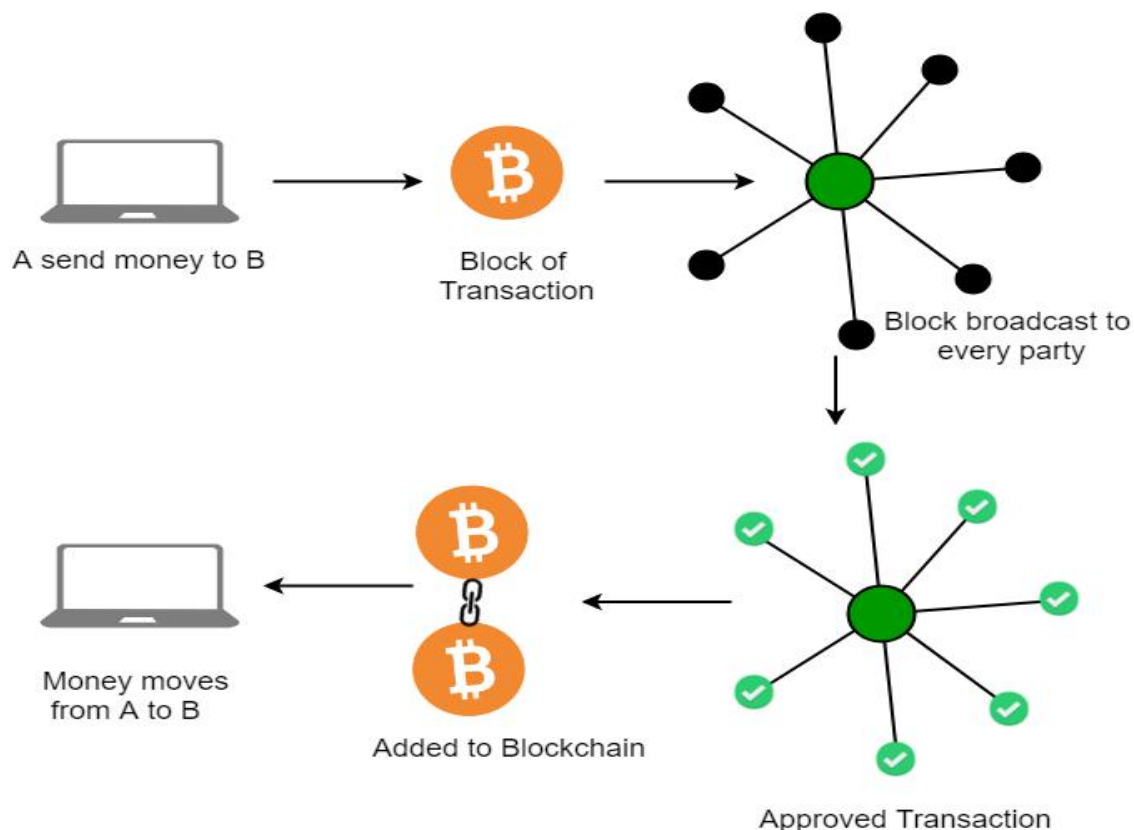 A send money to B
Block of
Transaction
Block broadcast to
every party
Approved Transaction
Added to Blockchain
Money moves
from A to B